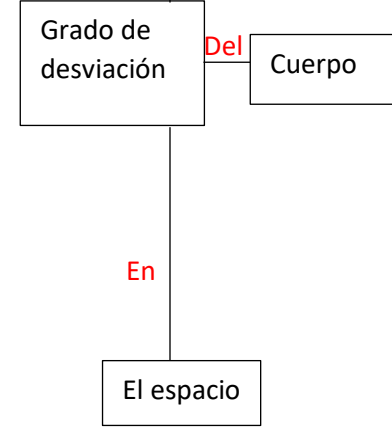 Grado de
desviación
Del
Cuerpo
En
El espacio